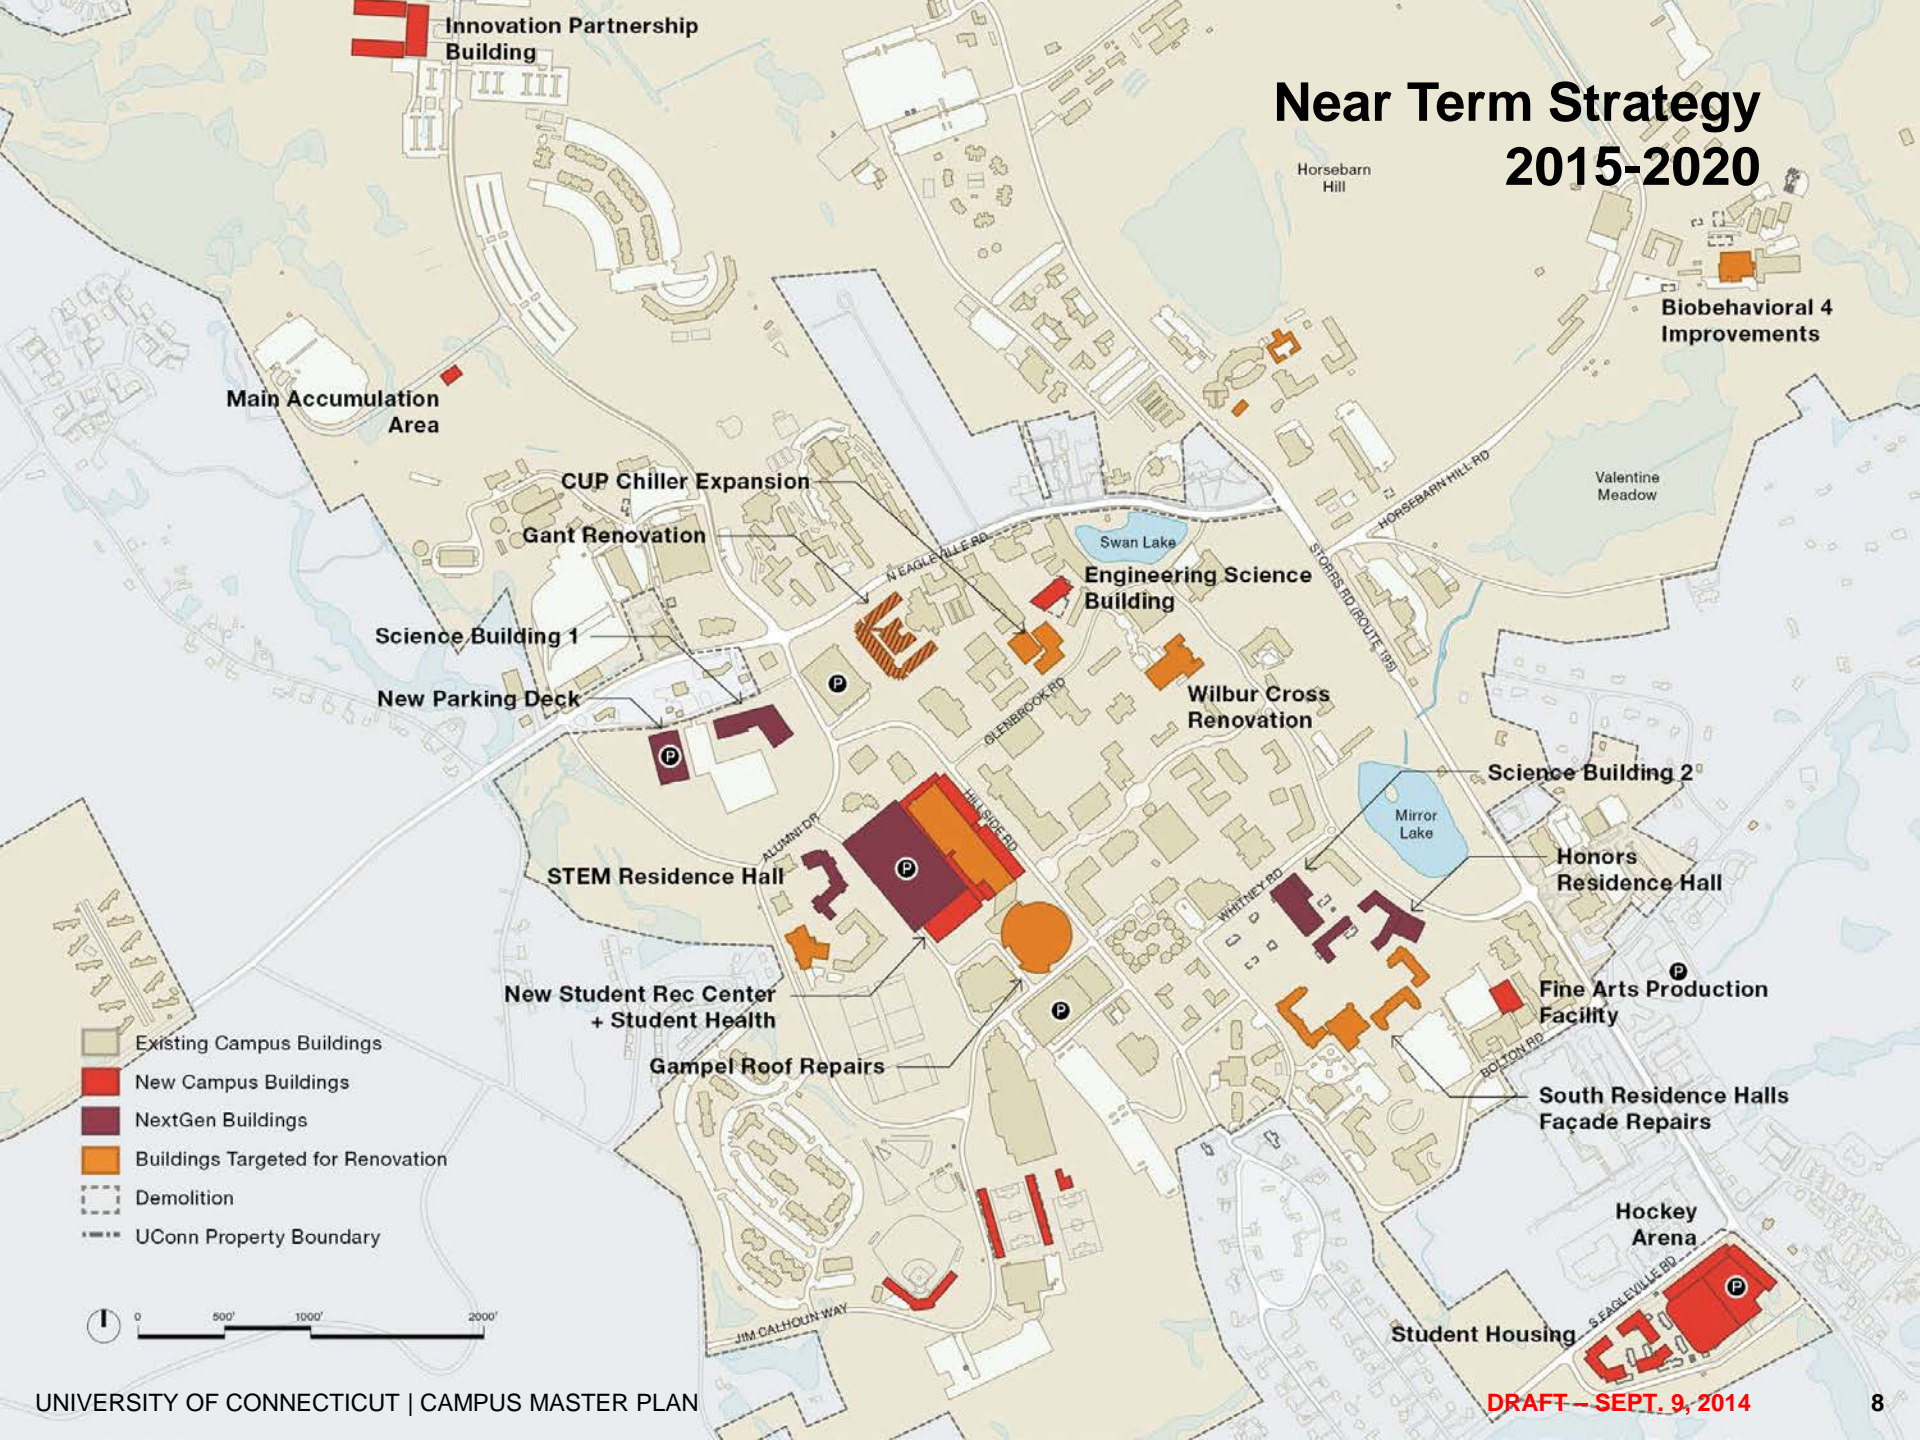 Innovation Partnership
Building
Near Term Strategy
2015-2020
Horsebarn
Hill
Biobehavioral 4
Improvements
Main Accumulation
Area
CUP Chiller Expansion
Valentine
Meadow
HORSEBARN HILL RD
Gant Renovation
N EAGLEVILLE RD
Swan Lake
STORRS RD (ROUTE 195)
Engineering Science
Building
Science Building 1
P
New Parking Deck
GLENBROOK RD
Wilbur Cross
Renovation
P
Science Building 2
HILLSIDE RD
Mirror
Lake
ALUMNI DR
STEM Residence Hall
P
Honors
Residence Hall
WHITNEY RD
New Student Rec Center
+ Student Health
P
P
Fine Arts Production
Facility
Gampel Roof Repairs
BOLTON RD
South Residence Halls
Façade Repairs
Existing Campus Buildings
New Campus Buildings
NextGen Buildings
Buildings Targeted for Renovation
Demolition
UConn Property Boundary
Hockey
Arena
S EAGLEVILLE RD
P
0 500' 1000' 2000'
JIM CALHOUN WAY
Student Housing
UNIVERSITY OF CONNECTICUT | CAMPUS MASTER PLAN
DRAFT – SEPT. 9, 2014
8